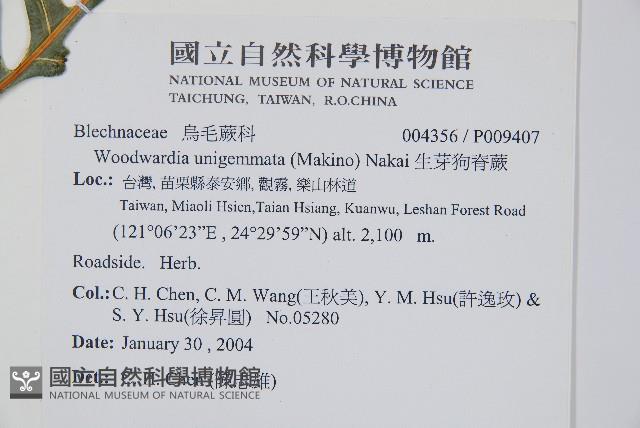 國立自然科學博物館
NATIONAL MUSEUM OF NATURAL SCIENCE
TAICHUNG, TAIWAN, R.O.CHINA
Blechnaceae 烏毛蕨科 004356 / P009407
Woodwardia unigemmata (Makino) Nakai 生芽狗脊蕨
Loc.: 台灣, 苗栗縣泰安鄉, 觀霧, 樂山林道
Taiwan, Miaoli Hsien,Taian Hsiang, Kuanwu, Leshan Forest Road
(121°06'23"E , 24°29'59"N) alt. 2,100 m.
Roadside. Herb.
Col.: C. H. Chen, C. M. Wang(王秋美), Y. M. Hsu(許逸玫) &
S. Y. Hsu(徐昇圓) No.05280
Date: January 30 , 2004
國立自然科學博物館
NATIONAL MUSEUM OF NATURAL SCIENCE